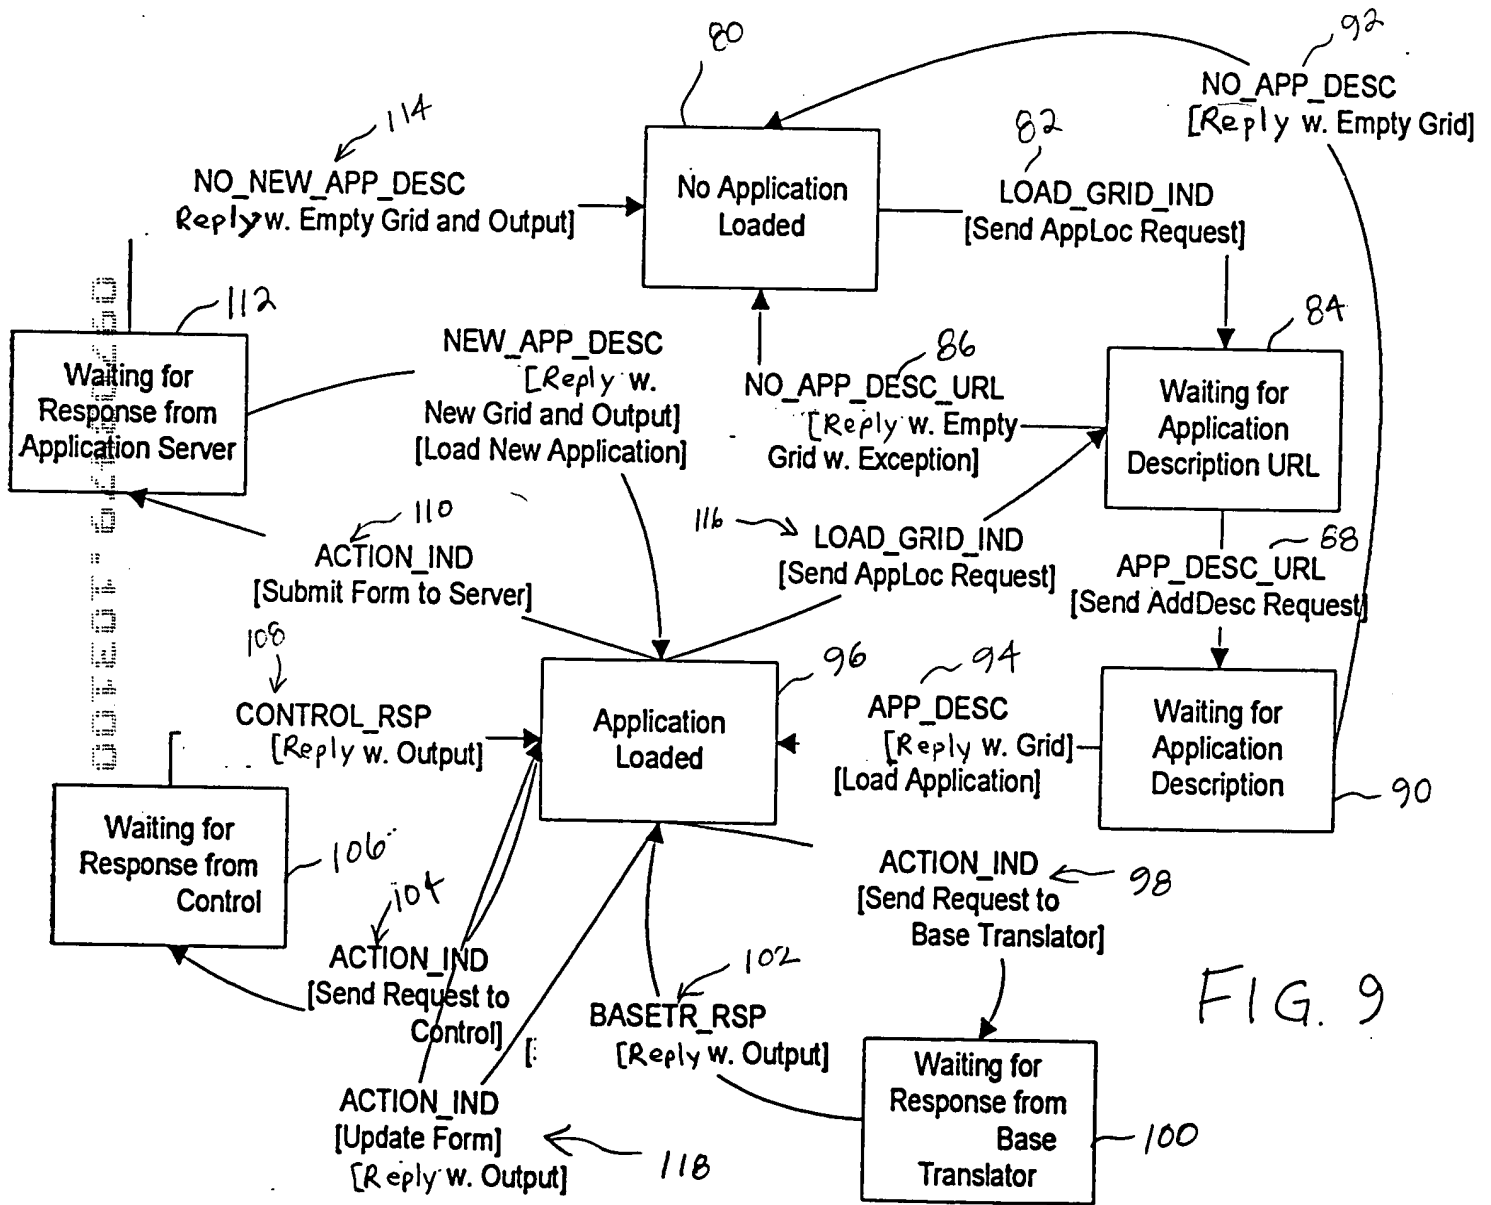 80
92
NO_APP_DESC
[Reply w. Empty Grid]
114
NO_NEW_APP_DESC
Reply w. Empty Grid and Output]
No Application
Loaded
82
LOAD_GRID_IND
[Send AppLoc Request]
112
Waiting for
Response from
Application Server
NEW_APP_DESC
[Reply w.
New Grid and Output]
[Load New Application]
86
NO_APP_DESC_URL
[Reply w. Empty
Grid w. Exception]
84
Waiting for
Application
Description URL
110
ACTION_IND
[Submit Form to Server]
116
LOAD_GRID_IND
[Send AppLoc Request]
68
APP_DESC_URL
[Send AddDesc Request]
108
CONTROL_RSP
[Reply w. Output]
96
Application
Loaded
94
APP_DESC
[Reply w. Grid]
[Load Application]
Waiting for
Application
Description
90
Waiting for
Response from
Control
106
104
ACTION_IND
[Send Request to
Control]
[
ACTION_IND
[Send Request to
Base Translator]
98
102
BASETR_RSP
[Reply w. Output]
FIG. 9
Waiting for
Response from
Base
Translator
100
ACTION_IND
[Update Form]
[Reply w. Output]
118